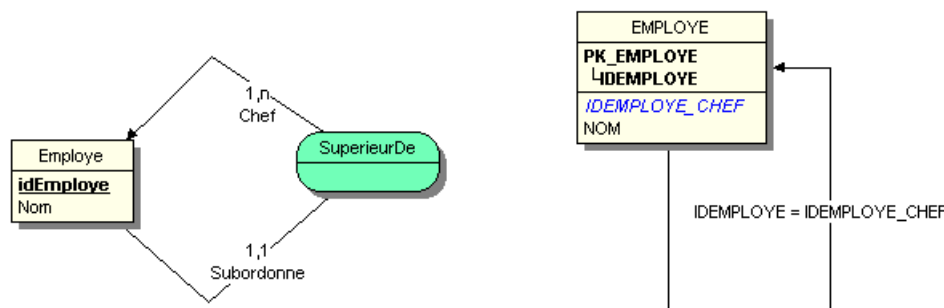 1,n
Chef
Employe
idEmploye
Nom
SuperieurDe
1,1
Subordonne
EMPLOYE
PK_EMPLOYE
IDEMPLOYE
IDEMPLOYE_CHEF
NOM
IDEMPLOYE = IDEMPLOYE_CHEF